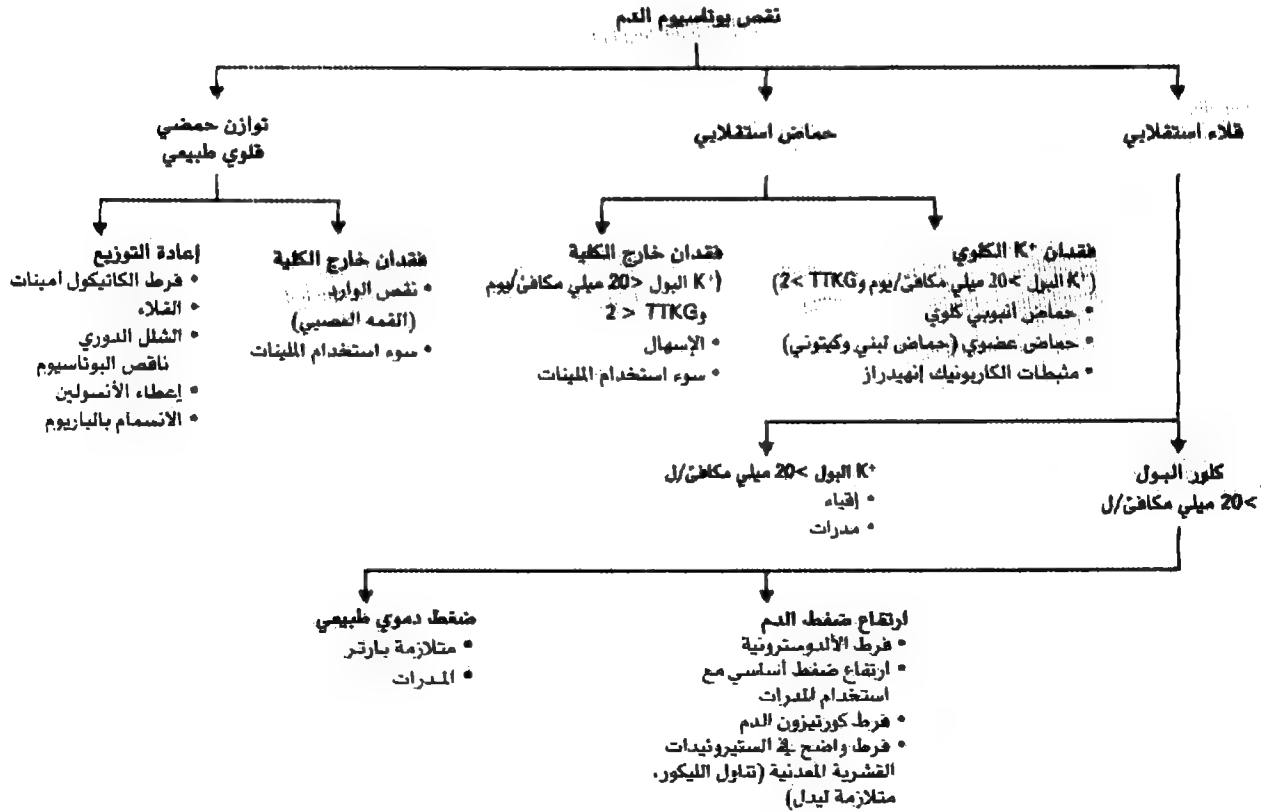 نقص بوتاسيوم الدم
قلاء استقلابي
حماض استقلابي
توازن حمضي
قلوي طبيعي
فقدان K⁺ الكلوي
(K⁺ البول >20 ميلي مكافئ/يوم وTTKG >2)
• حماض أنبوبي كلوي
• حماض عضوي (حماض لبني وكيتوني)
• مثبطات الكاربونيك إنهيدراز
فقدان خارج الكلية
(K⁺ البول <20 ميلي مكافئ/يوم
وTTKG < 2
• الإسهال
• سوء استخدام الملينات
فقدان خارج الكلية
• نقص الوارد
(القمه العصبي)
• سوء استخدام الملينات
إعادة التوزيع
• فرط الكاتيكول أمينات
• القلاء
• الشلل الدوري
ناقص البوتاسيوم
• إعطاء الأنسولين
• الانسمام بالباريوم
كلور البول
>20 ميلي مكافئ/ل
K⁺ البول >20 ميلي مكافئ/ل
• إقياء
• مدرات
ارتفاع ضغط الدم
• فرط الألدوسترونية
• ارتفاع ضغط أساسي مع
استخدام المدرات
• فرط كورتيزون الدم
• فرط واضح في الستيروئيدات
القشرية المعدنية (تناول الليكور،
متلازمة ليدل)
ضغط دموي طبيعي
• متلازمة بارتر
• المدرات